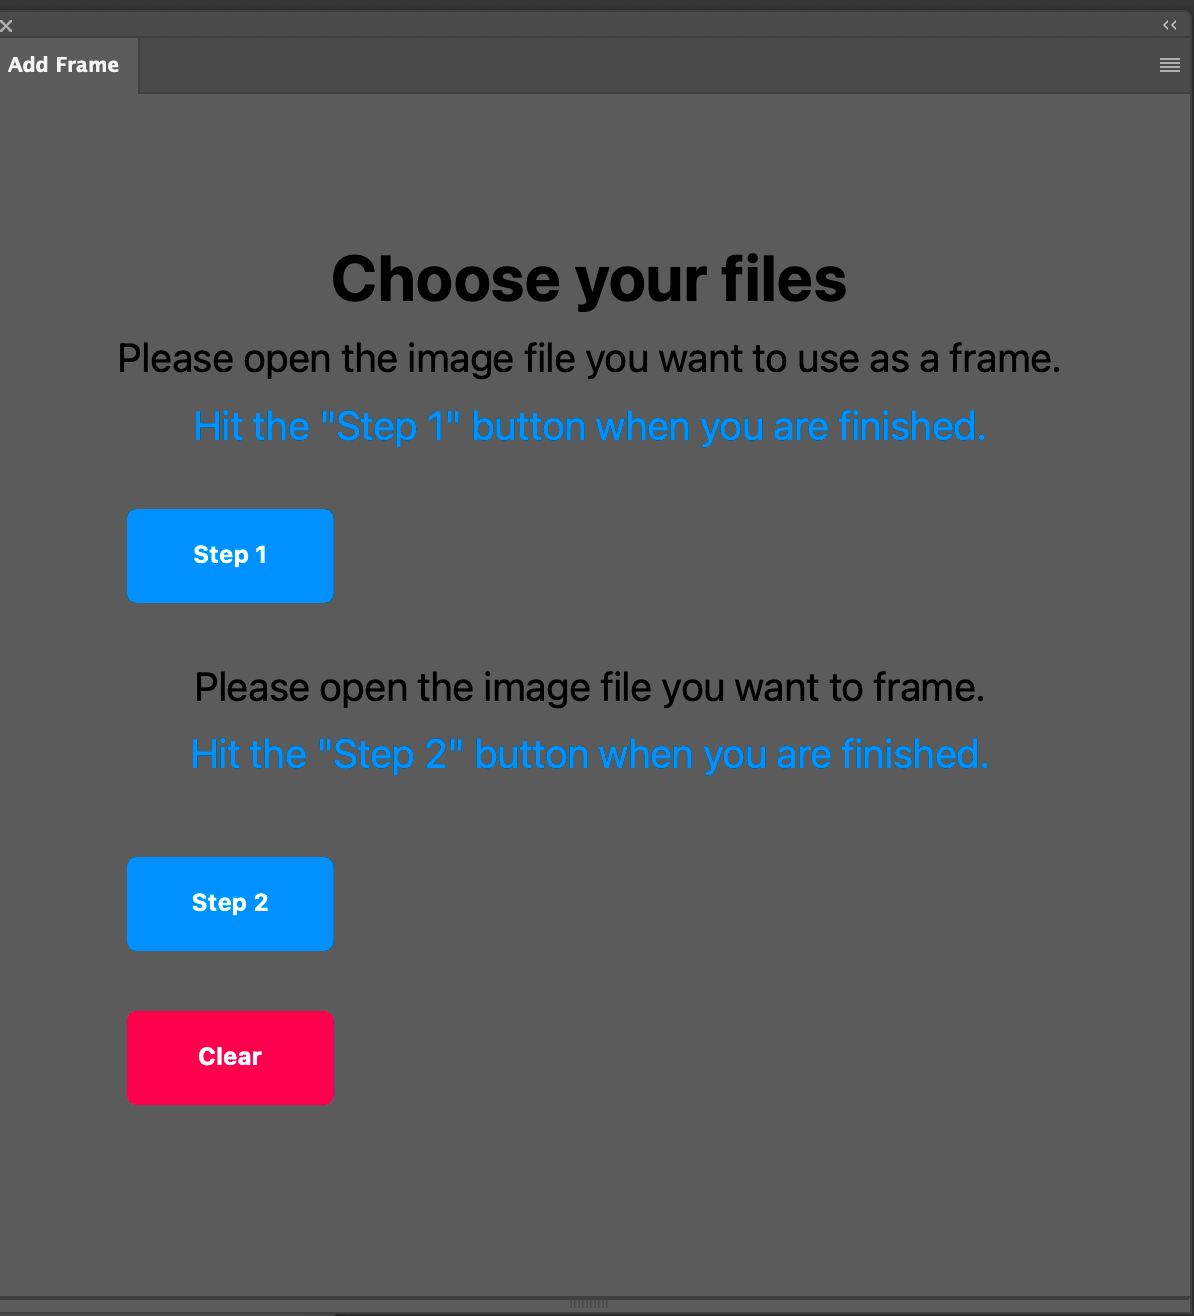 Add Frame
Choose your files
Please open the image file you want to use as a frame.
Hit the "Step 1" button when you are finished.
Step 1
Please open the image file you want to frame.
Hit the "Step 2" button when you are finished.
Step 2
Clear